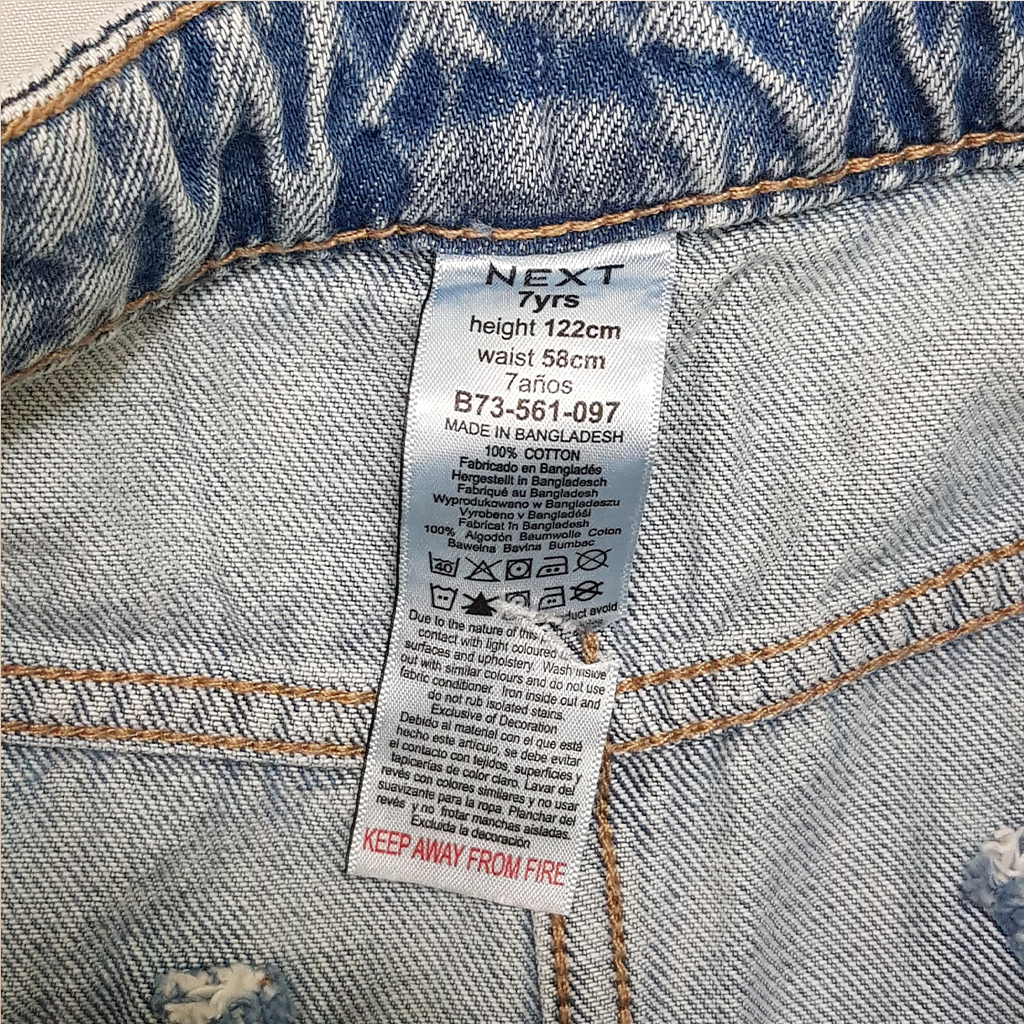 NEXT
7yrs
height 122cm
waist 58cm
7años
B73-561-097
MADE IN BANGLADESH
100% COTTON
Fabricado en Bangladés
Hergestellt in Bangladesch
Fabriqué au Bangladesh
Wyprodukowano w Bangladeszu
Vyrobeno v Bangladéši
Fabricat în Bangladesh
100% Algodón Baumwolle Coton
Bawełna Bavlna Bumbac
40
Due to the nature of this duct avoid
contact with light coloured
surfaces and upholstery. Wash inside
out with similar colours and do not use
fabric conditioner. Iron inside out and
do not rub isolated stains.
Exclusive of Decoration
Debido al material con el que está
hecho este artículo, se debe evitar
el contacto con tejidos, superficies y
tapicerías de color claro. Lavar del
revés con colores similares y no usar
suavizante para la ropa. Planchar del
revés y no frotar manchas aisladas.
Excluida la decoración
KEEP AWAY FROM FIRE